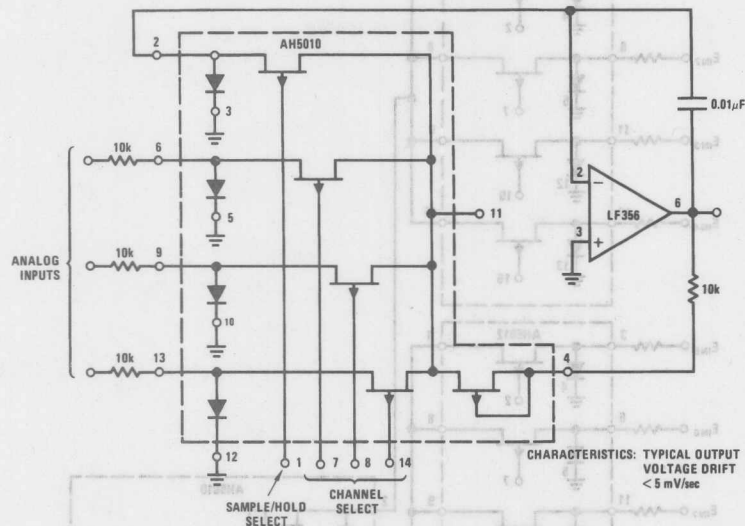 AH5010
2
3
10k
6
5
ANALOG
INPUTS
10k
9
10
10k
13
12
11
4
1
7
8
14
SAMPLE/HOLD
SELECT
CHANNEL
SELECT
2
−
LF356
6
3
+
0.01µF
10k
CHARACTERISTICS: TYPICAL OUTPUT
VOLTAGE DRIFT
< 5 mV/sec